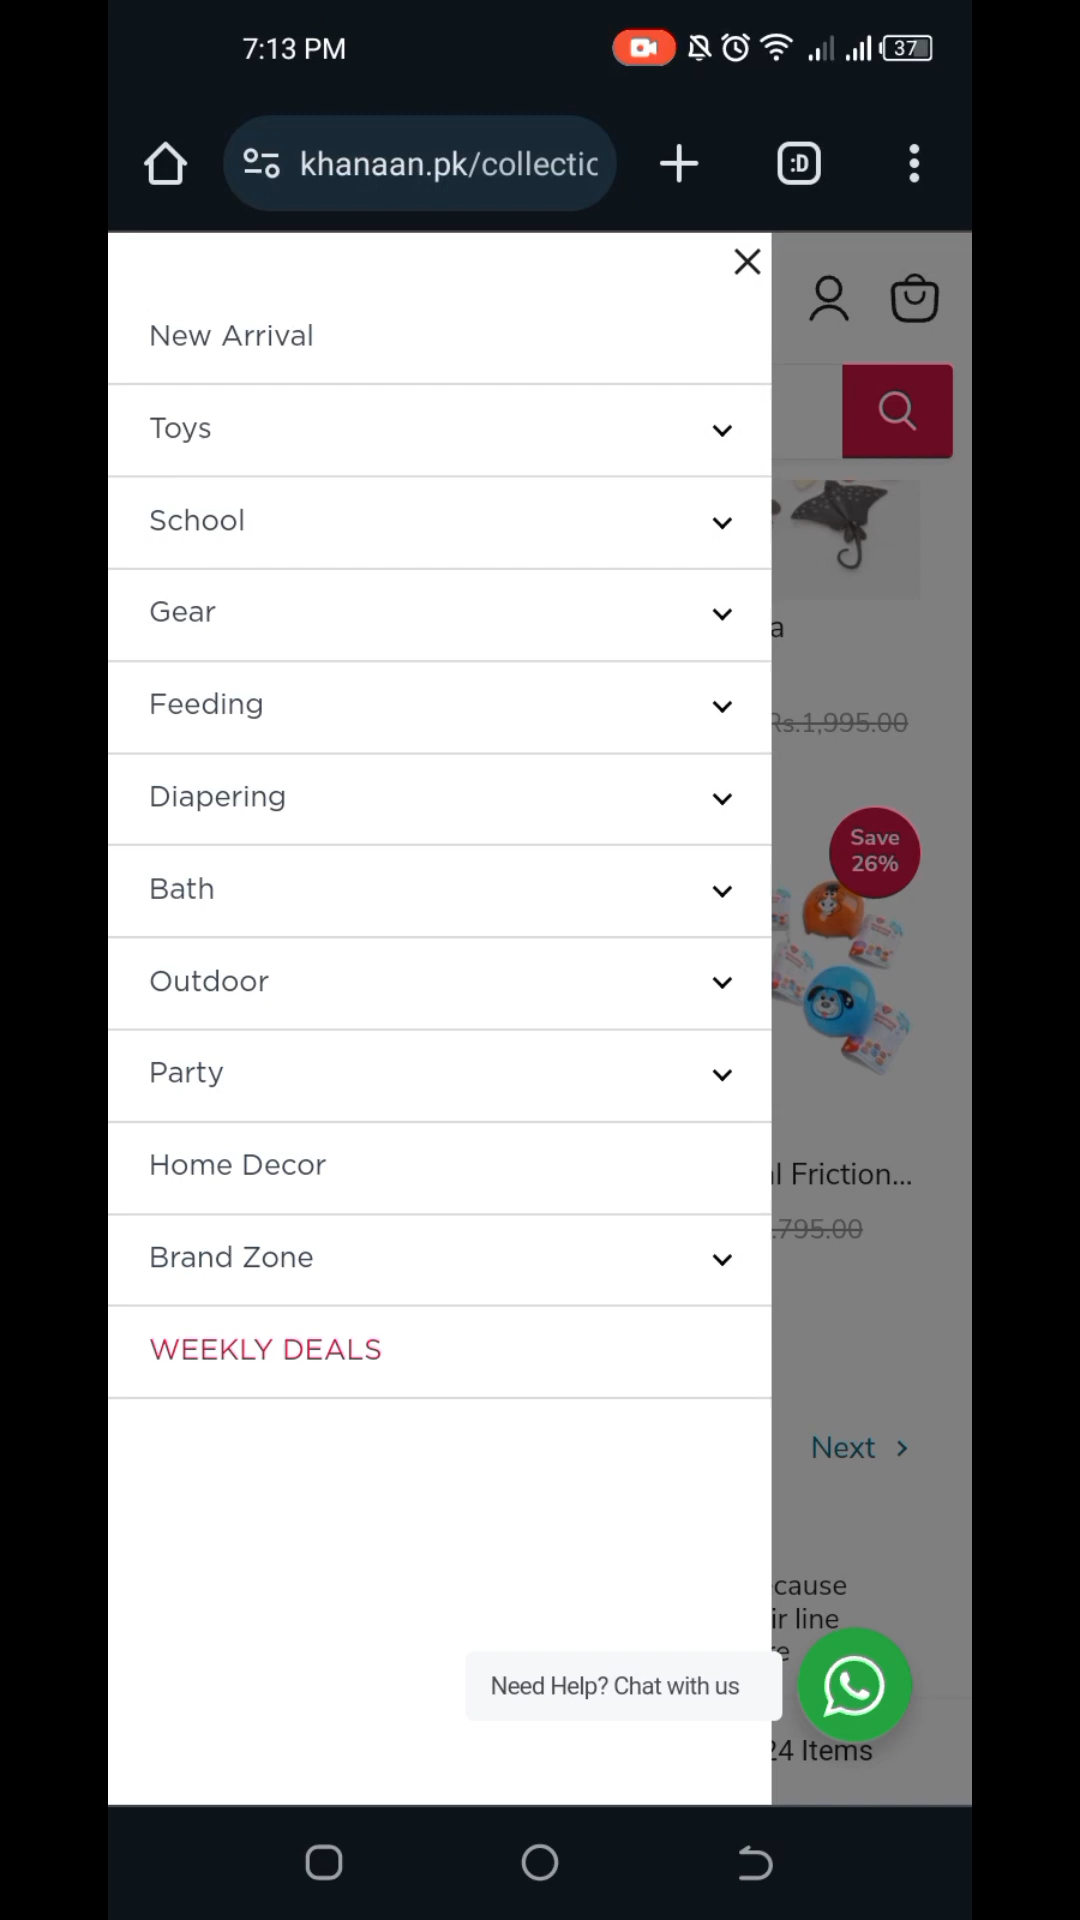 7:13 PM
37
khanaan.pk/collectic
:D
New Arrival
Toys
School
Gear
Feeding
Rs.1,995.00
Diapering
Save
26%
Bath
Outdoor
Party
Home Decor
l Friction...
.795.00
Brand Zone
WEEKLY DEALS
Next
cause
ir line
Need Help? Chat with us
24 Items